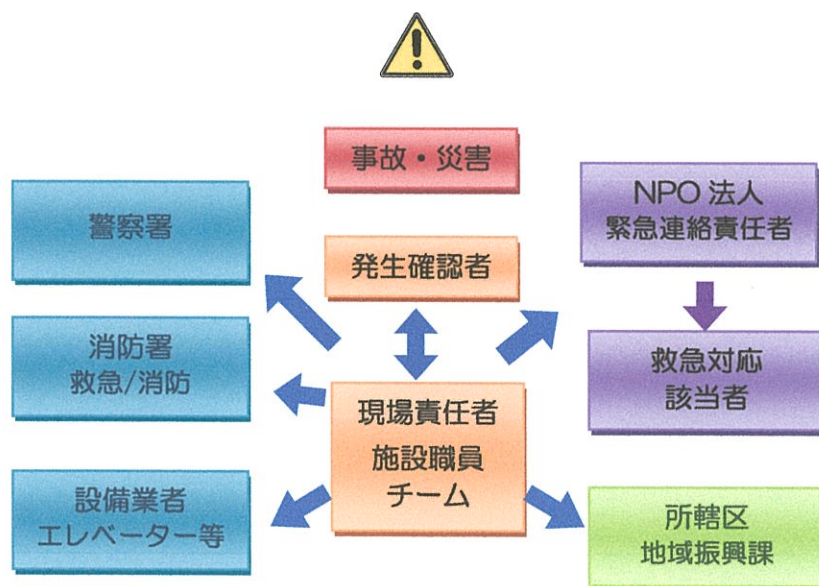 事故・災害
発生確認者
警察署
消防署
救急/消防
設備業者
エレベーター等
現場責任者
施設職員
チーム
NPO 法人
緊急連絡責任者
救急対応
該当者
所轄区
地域振興課